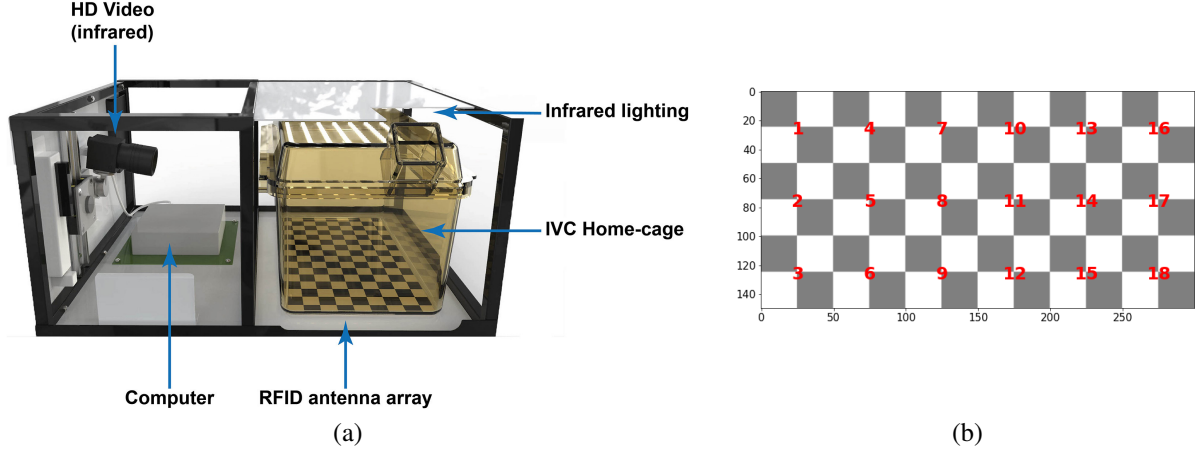 HD Video
(infrared)
Infrared lighting
IVC Home-cage
Computer
RFID antenna array
(a)
0
20
40
60
80
100
120
140
0 50 100 150 200 250
1 4 7 10 13 16
2 5 8 11 14 17
3 6 9 12 15 18
(b)